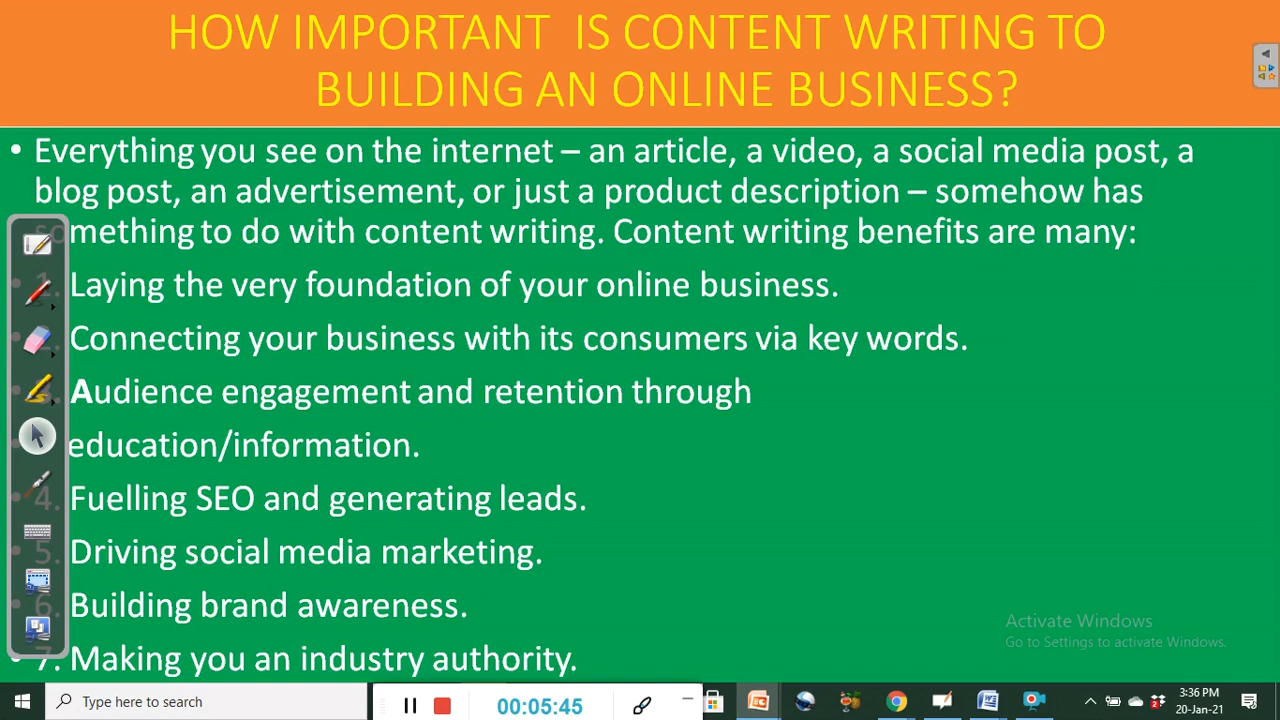 HOW IMPORTANT IS CONTENT WRITING TO
BUILDING AN ONLINE BUSINESS?
• Everything you see on the internet – an article, a video, a social media post, a
blog post, an advertisement, or just a product description – somehow has
something to do with content writing. Content writing benefits are many:
Laying the very foundation of your online business.
Connecting your business with its consumers via key words.
Audience engagement and retention through
education/information.
4. Fuelling SEO and generating leads.
5. Driving social media marketing.
6. Building brand awareness.
• 7. Making you an industry authority.
Activate Windows
Go to Settings to activate Windows.
Type here to search
00:05:45
3:36 PM
20-Jan-21